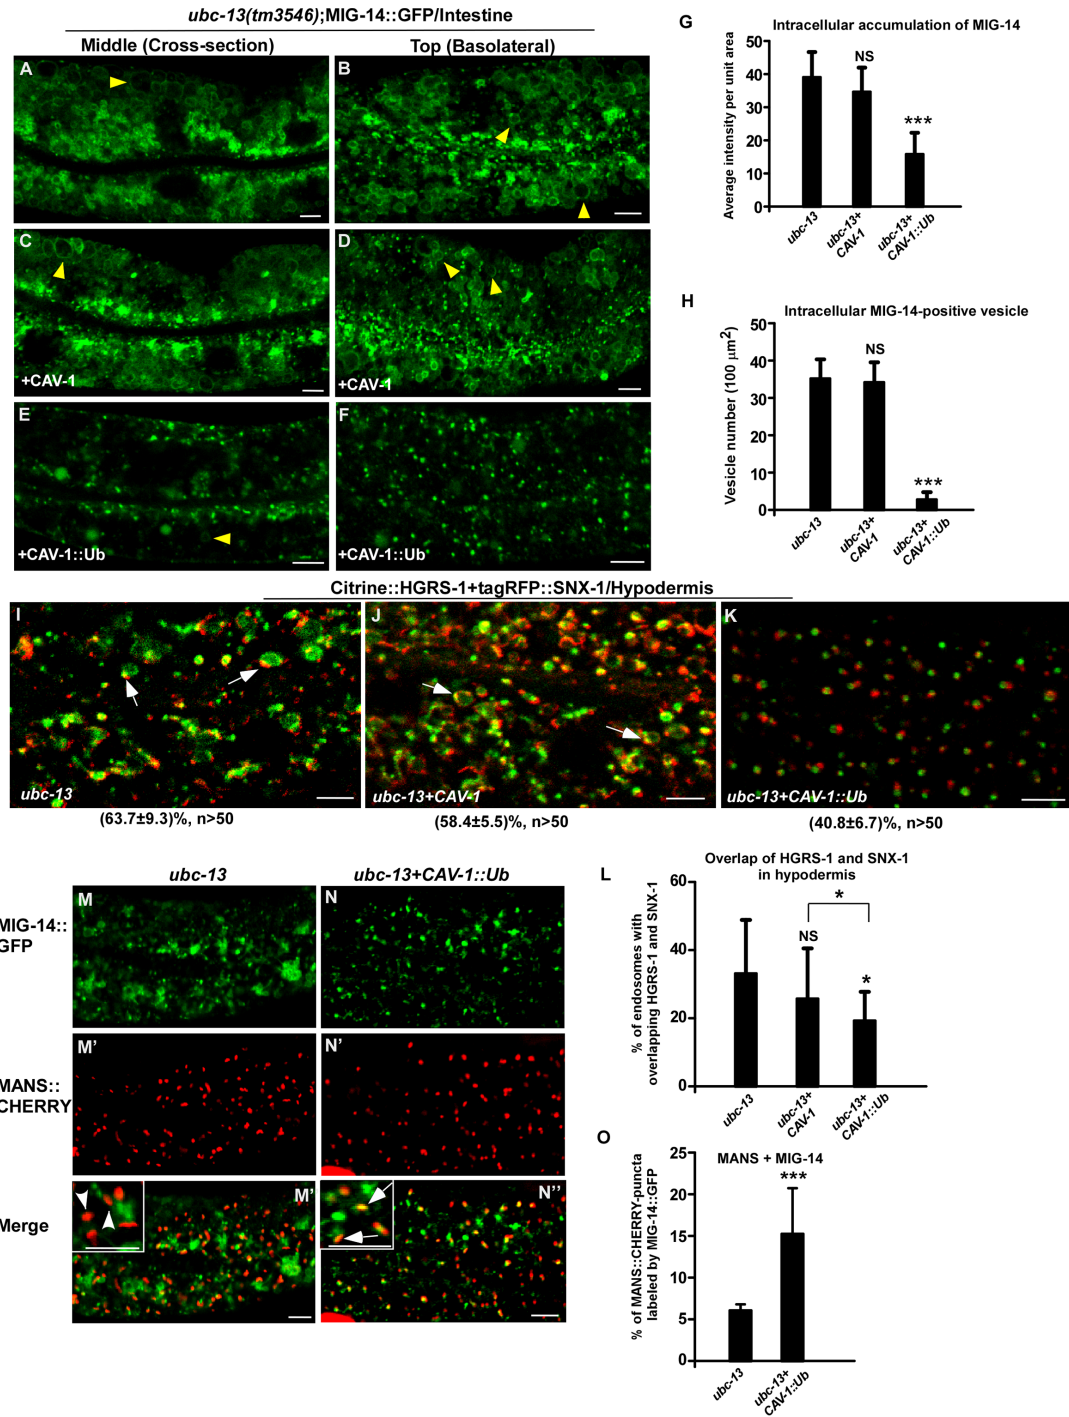 ubc-13(tm3546);MIG-14::GFP/Intestine
Middle (Cross-section)
Top (Basolateral)
A
B
C
+CAV-1
D
+CAV-1
E
+CAV-1::Ub
F
+CAV-1::Ub
G
Intracellular accumulation of MIG-14
Average intensity per unit area
50
40
30
20
10
0
NS
***
ubc-13
ubc-13+
CAV-1
ubc-13+
CAV-1::Ub
H
Intracellular MIG-14-positive vesicle
Vesicle number (100 µm2)
50
40
30
20
10
0
NS
***
ubc-13
ubc-13+
CAV-1
ubc-13+
CAV-1::Ub
Citrine::HGRS-1+tagRFP::SNX-1/Hypodermis
I
ubc-13
J
ubc-13+CAV-1
K
ubc-13+CAV-1::Ub
(63.7±9.3)%, n>50
(58.4±5.5)%, n>50
(40.8±6.7)%, n>50
ubc-13
ubc-13+CAV-1::Ub
MIG-14::
GFP
M
N
MANS::
CHERRY
M’
N’
Merge
M’
N’’
L
Overlap of HGRS-1 and SNX-1
in hypodermis
% of endosomes with
overlapping HGRS-1 and SNX-1
60
40
20
0
NS
*
*
ubc-13
ubc-13+
CAV-1
ubc-13+
CAV-1::Ub
O
MANS + MIG-14
% of MANS::CHERRY-puncta
labeled by MIG-14::GFP
25
20
15
10
5
0
***
ubc-13
ubc-13+
CAV-1::Ub